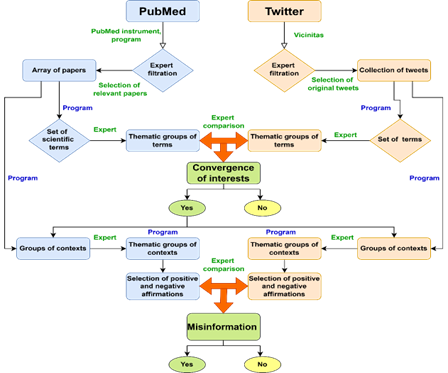 PubMed
Twitter
PubMed instrument,
program
Vicinitas
Expert
filtration
Expert
filtration
Array of papers
Selection of
relevant papers
Selection of
original tweets
Collection of tweets
Program
Program
Set of
scientific
terms
Expert
Thematic groups of
terms
Expert
comparison
Thematic groups of
terms
Expert
Set of terms
Program
Program
Convergence
of interests
Yes
No
Groups of contexts
Expert
Program
Thematic groups of
contexts
Program
Thematic groups of
contexts
Expert
Groups of contexts
Expert
comparison
Selection of positive
and negative
affirmations
Selection of positive
and negative
affirmations
Misinformation
Yes
No